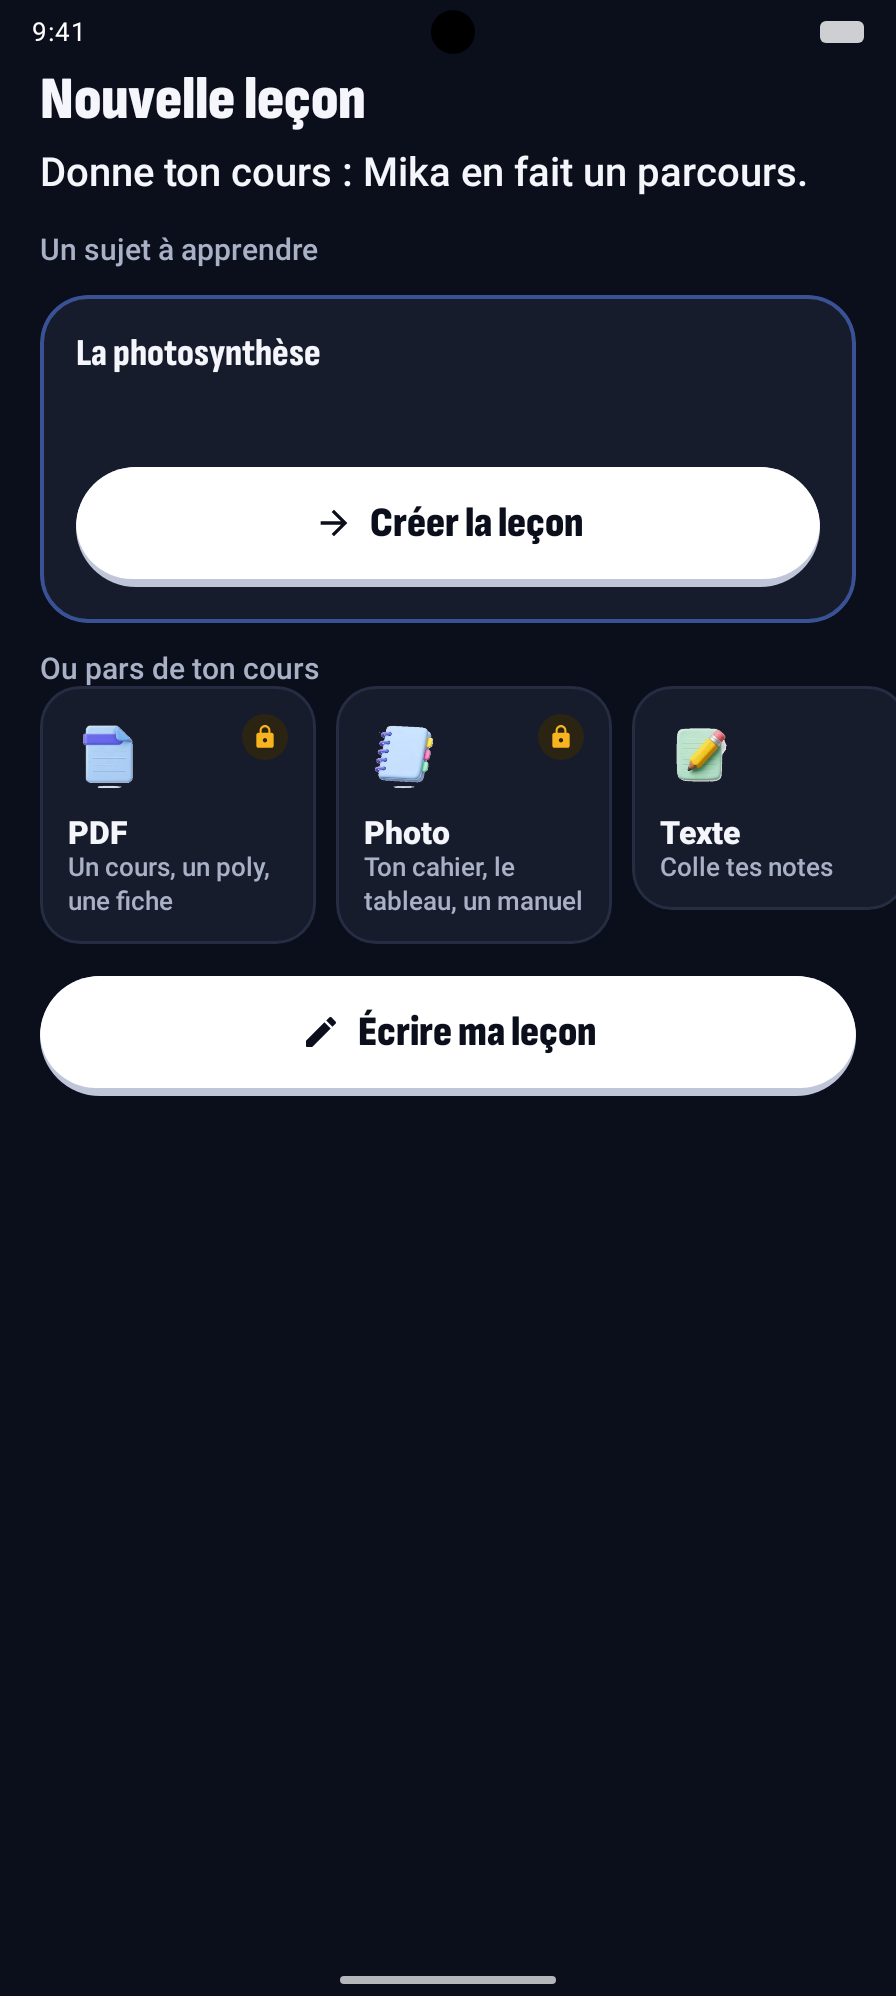 9:41
Nouvelle leçon
Donne ton cours : Mika en fait un parcours.
Un sujet à apprendre
La photosynthèse
Créer la leçon
Ou pars de ton cours
PDF
Un cours, un poly,
une fiche
Photo
Ton cahier, le
tableau, un manuel
Texte
Colle tes notes
Écrire ma leçon